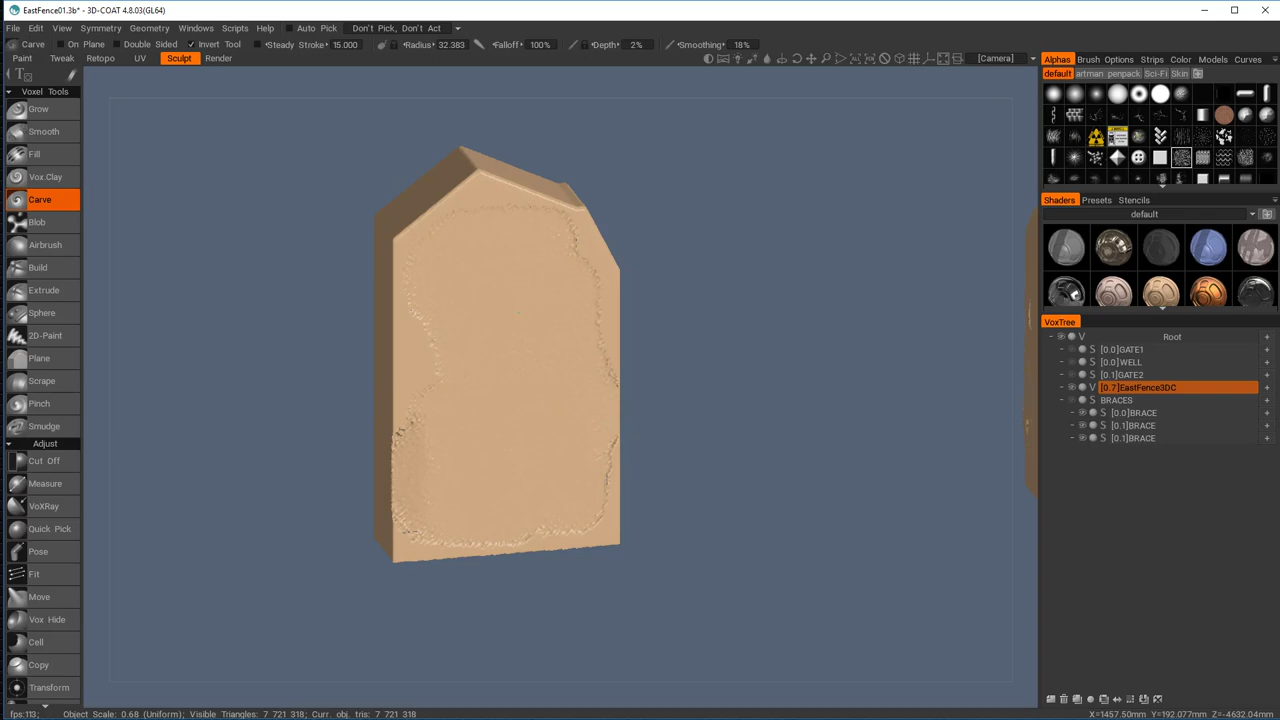 EastFence01.3b* - 3D-COAT 4.8.03(GL64)
File Edit View Symmetry Geometry Windows Scripts Help Auto Pick Don't Pick, Don't Act
Carve On Plane Double Sided Invert Tool Steady Stroke 15.000 Radius 32.383 Falloff 100% Depth 2% Smoothing 18%
Paint Tweak Retopo UV Sculpt Render [Camera] Alphas Brush Options Strips Color Models Curves
default artman penpack Sci-Fi Skin
Voxel Tools
Grow
Smooth
Fill
Vox.Clay
Carve
Blob
Airbrush
Build
Extrude
Sphere
2D-Paint
Plane
Scrape
Pinch
Smudge
Adjust
Cut Off
Measure
VoXRay
Quick Pick
Pose
Fit
Move
Vox Hide
Cell
Copy
Transform
Shaders Presets Stencils
default
VoxTree
V Root
S [0.0]GATE1
S [0.0]WELL
S [0.1]GATE2
V [0.7]EastFence3DC
S BRACES
S [0.0]BRACE
S [0.1]BRACE
S [0.1]BRACE
fps:113; Object Scale: 0.68 (Uniform); Visible Triangles: 7 721 318; Curr. obj. tris: 7 721 318; X=1457.50mm Y=192.077mm Z=-4632.04mm